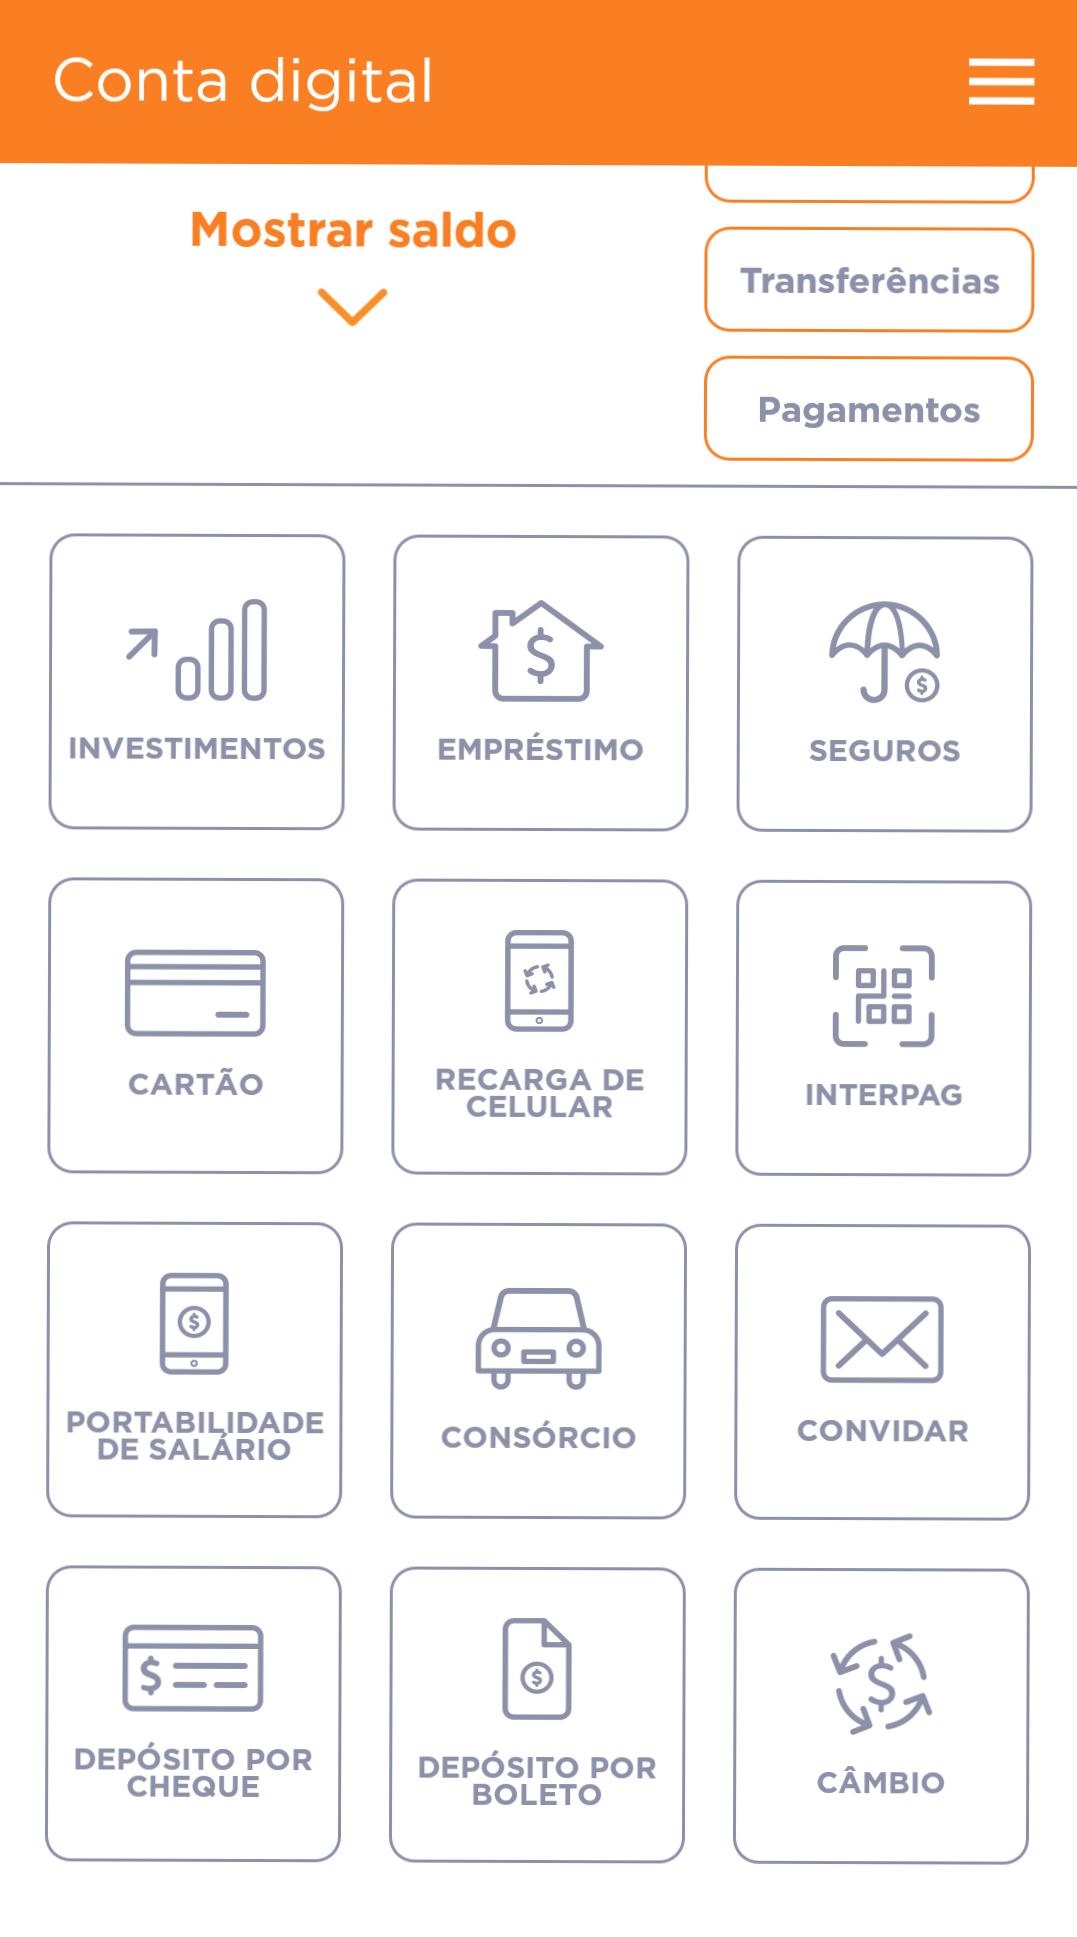 Conta digital
Mostrar saldo
Transferências
Pagamentos
INVESTIMENTOS
EMPRÉSTIMO
SEGUROS
CARTÃO
RECARGA DE
CELULAR
INTERPAG
PORTABILIDADE
DE SALÁRIO
CONSÓRCIO
CONVIDAR
DEPÓSITO POR
CHEQUE
DEPÓSITO POR
BOLETO
CÂMBIO